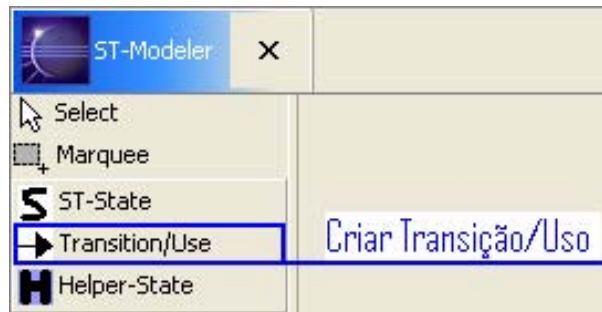 ST-Modeler
Select
Marquee
S ST-State
Transition/Use
Criar Transição/Uso
H Helper-State